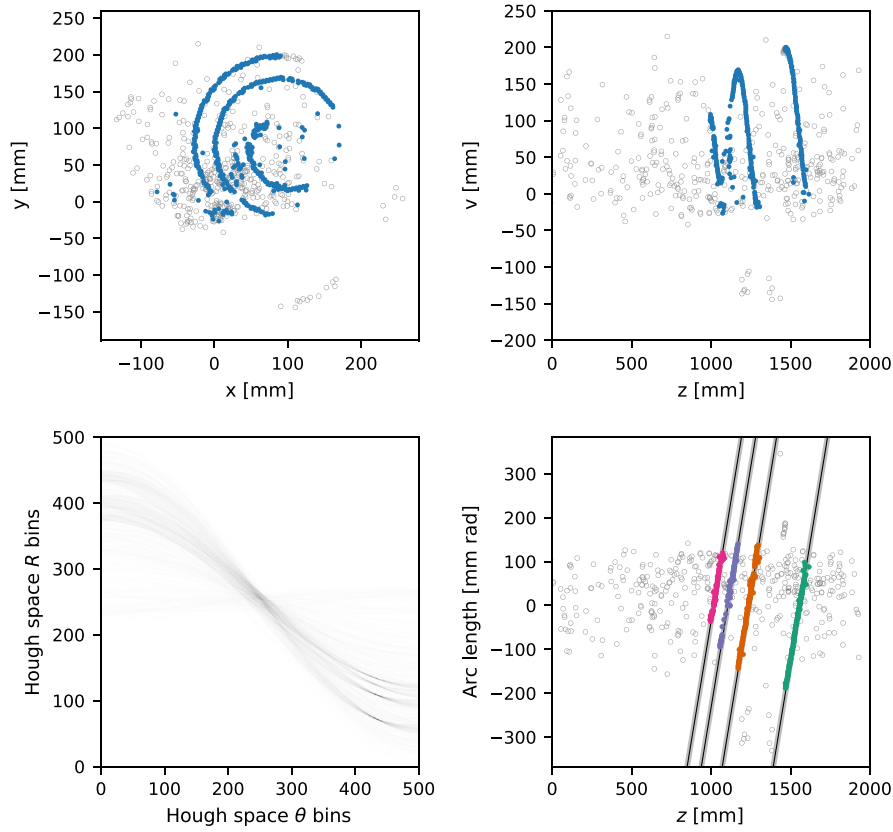 250
200
150
100
50
0
−50
−100
−150
y [mm]
−100 0 100 200
x [mm]
250
200
150
100
50
0
−50
−100
−150
−200
v [mm]
0 500 1000 1500 2000
z [mm]
500
400
300
200
100
0
Hough space R bins
0 100 200 300 400 500
Hough space θ bins
300
200
100
0
−100
−200
−300
Arc length [mm rad]
0 500 1000 1500 2000
z [mm]